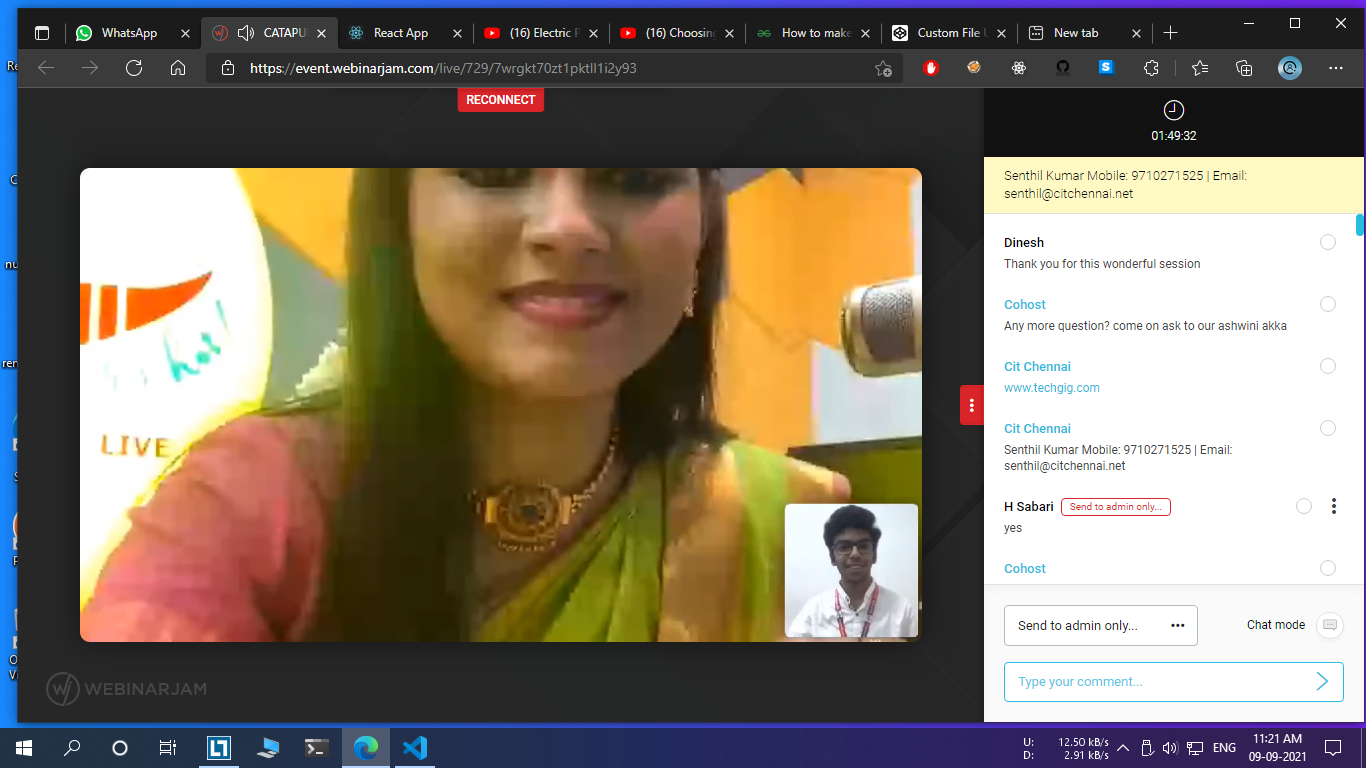 WhatsApp
CATAPU
React App
(16) Electric P
(16) Choosing
How to make
Custom File U
New tab
https://event.webinarjam.com/live/729/7wrgkt70zt1pktll1i2y93
RECONNECT
01:49:32
Senthil Kumar Mobile: 9710271525 | Email:
senthil@citchennai.net
Dinesh
Thank you for this wonderful session
Cohost
Any more question? come on ask to our ashwini akka
Cit Chennai
www.techgig.com
Cit Chennai
Senthil Kumar Mobile: 9710271525 | Email:
senthil@citchennai.net
H Sabari Send to admin only...
yes
Cohost
Send to admin only...
Chat mode
Type your comment...
LIVE
WEBINARJAM
U: 12.50 kB/s
D: 2.91 kB/s
ENG
11:21 AM
09-09-2021